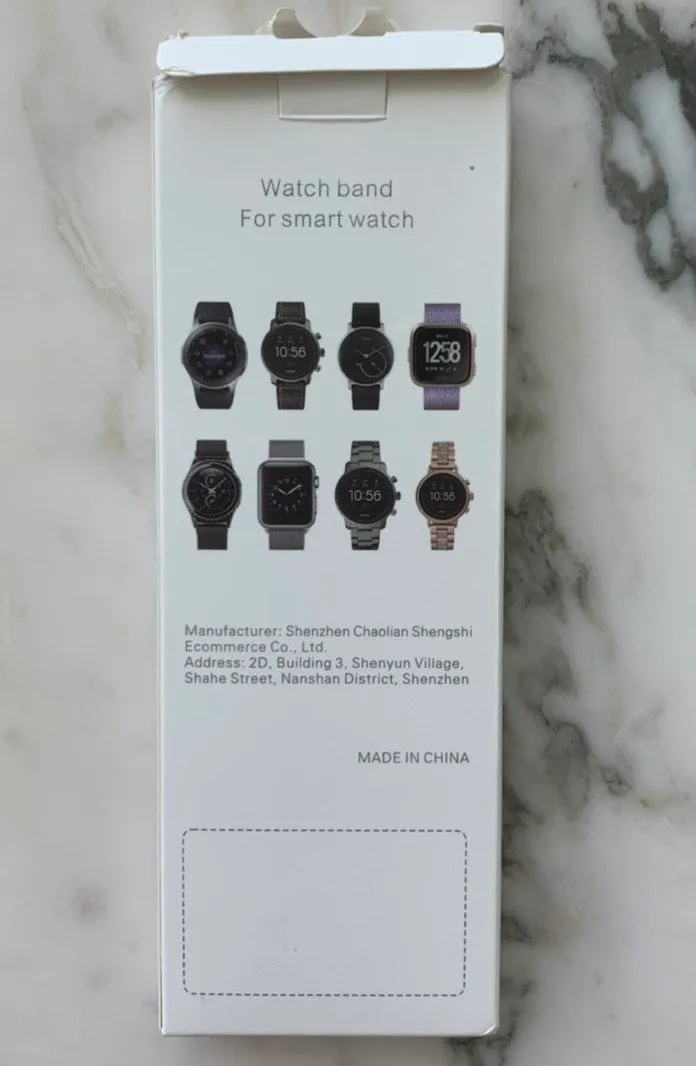 Watch band
For smart watch
10:56
12:58
10:56
10:56
Manufacturer: Shenzhen Chaolian Shengshi
Ecommerce Co., Ltd.
Address: 2D, Building 3, Shenyun Village,
Shahe Street, Nanshan District, Shenzhen
MADE IN CHINA